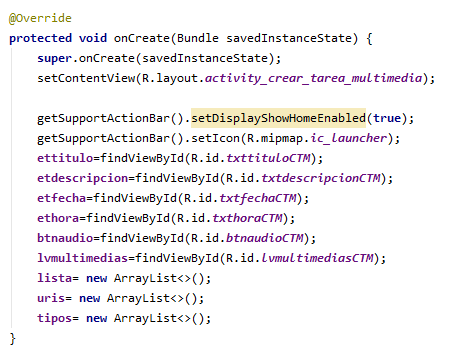 @Override
protected void onCreate(Bundle savedInstanceState) {
super.onCreate(savedInstanceState);
setContentView(R.layout.activity_crear_tarea_multimedia);
getSupportActionBar().setDisplayShowHomeEnabled(true);
getSupportActionBar().setIcon(R.mipmap.ic_launcher);
ettitulo=findViewById(R.id.txttituloCTM);
etdescripcion=findViewById(R.id.txtdescripcionCTM);
etfecha=findViewById(R.id.txtfechaCTM);
ethora=findViewById(R.id.txthoraCTM);
btnaudio=findViewById(R.id.btnaudioCTM);
lvmultimedias=findViewById(R.id.lvmultimediasCTM);
lista= new ArrayList<>();
uris= new ArrayList<>();
tipos= new ArrayList<>();
}